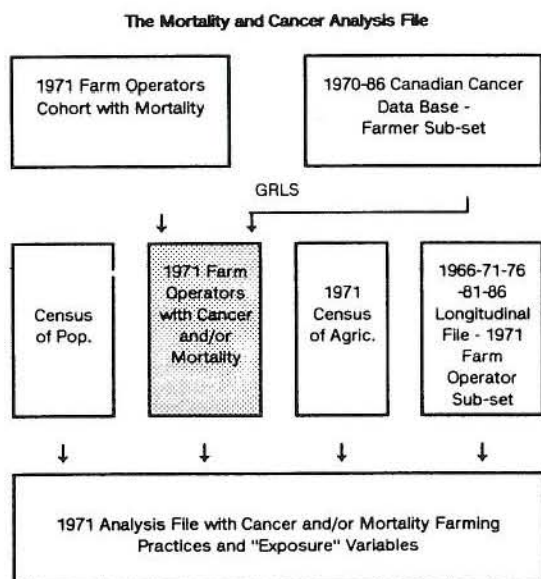 The Mortality and Cancer Analysis File
1971 Farm Operators
Cohort with Mortality
1970-86 Canadian Cancer
Data Base -
Farmer Sub-set
GRLS
Census
of Pop.
1971 Farm
Operators
with Cancer
and/or
Mortality
1971
Census
of Agric.
1966-71-76
-81-86
Longitudinal
File - 1971
Farm
Operator
Sub-set
1971 Analysis File with Cancer and/or Mortality Farming
Practices and "Exposure" Variables